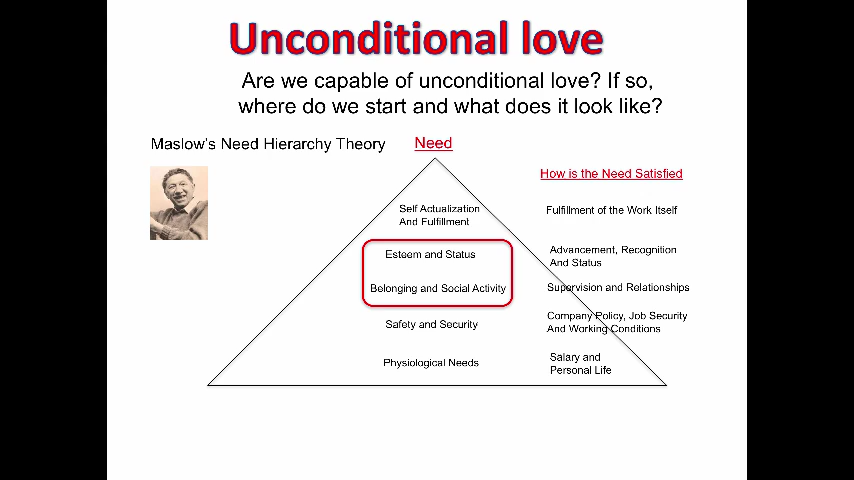 Unconditional love
Are we capable of unconditional love? If so,
where do we start and what does it look like?
Maslow's Need Hierarchy Theory
Need
How is the Need Satisfied
Self Actualization
And Fulfillment
Fulfillment of the Work Itself
Esteem and Status
Advancement, Recognition
And Status
Belonging and Social Activity
Supervision and Relationships
Safety and Security
Company Policy, Job Security
And Working Conditions
Physiological Needs
Salary and
Personal Life